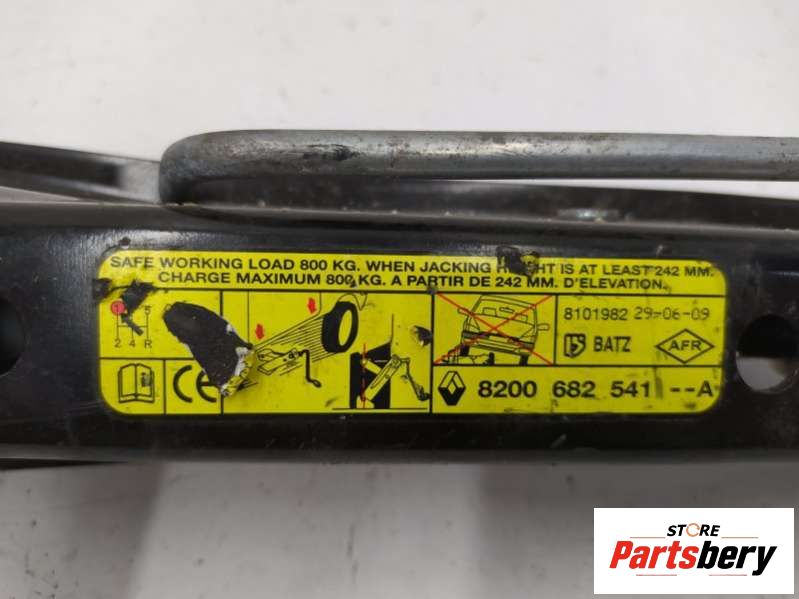 SAFE WORKING LOAD 800 KG. WHEN JACKING IS AT LEAST 242 MM.
CHARGE MAXIMUM 800 KG. A PARTIR DE 242 MM. D'ELEVATION.
2 4 R
CE
8101982 29-06-09
BATZ AFR
8200 682 541 --A
STORE
Partsbery